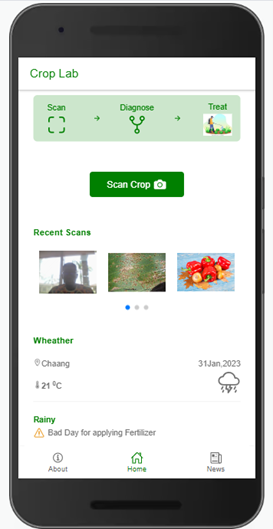 Crop Lab
Scan Diagnose Treat
Scan Crop
Recent Scans
Wheather
Chaang 31Jan,2023
21 ⁰C
Rainy
Bad Day for applying Fertilizer
About Home News